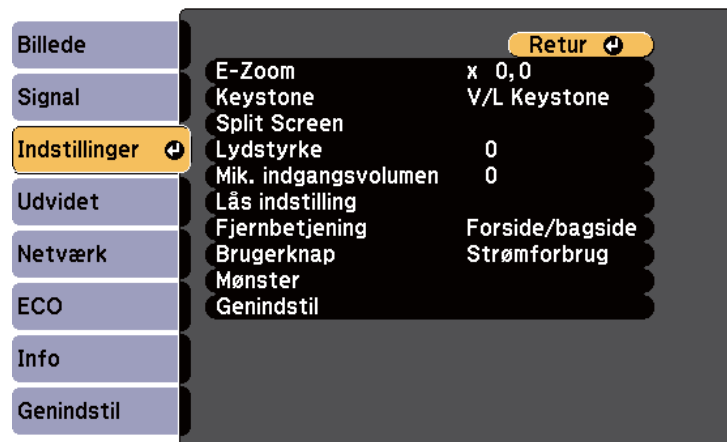 Billede
Signal
Indstillinger
Udvidet
Netværk
ECO
Info
Genindstil
Retur
E-Zoom x 0,0
Keystone V/L Keystone
Split Screen
Lydstyrke 0
Mik. indgangsvolumen 0
Lås indstilling
Fjernbetjening Forside/bagside
Brugerknap Strømforbrug
Mønster
Genindstil